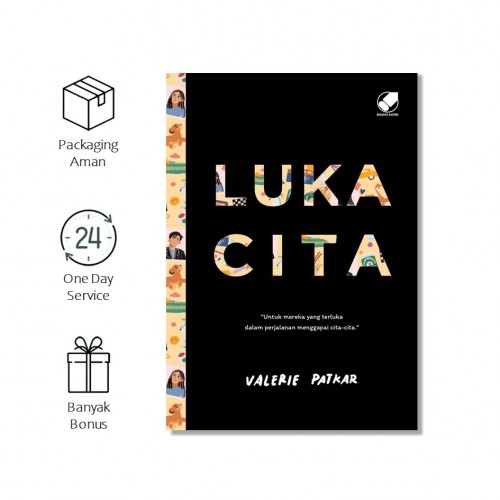 Packaging
Aman
24
One Day
Service
Banyak
Bonus
LUKA
CITA
"Untuk mereka yang terluka
dalam perjalanan menggapai cita-cita."
VALERIE PATKAR